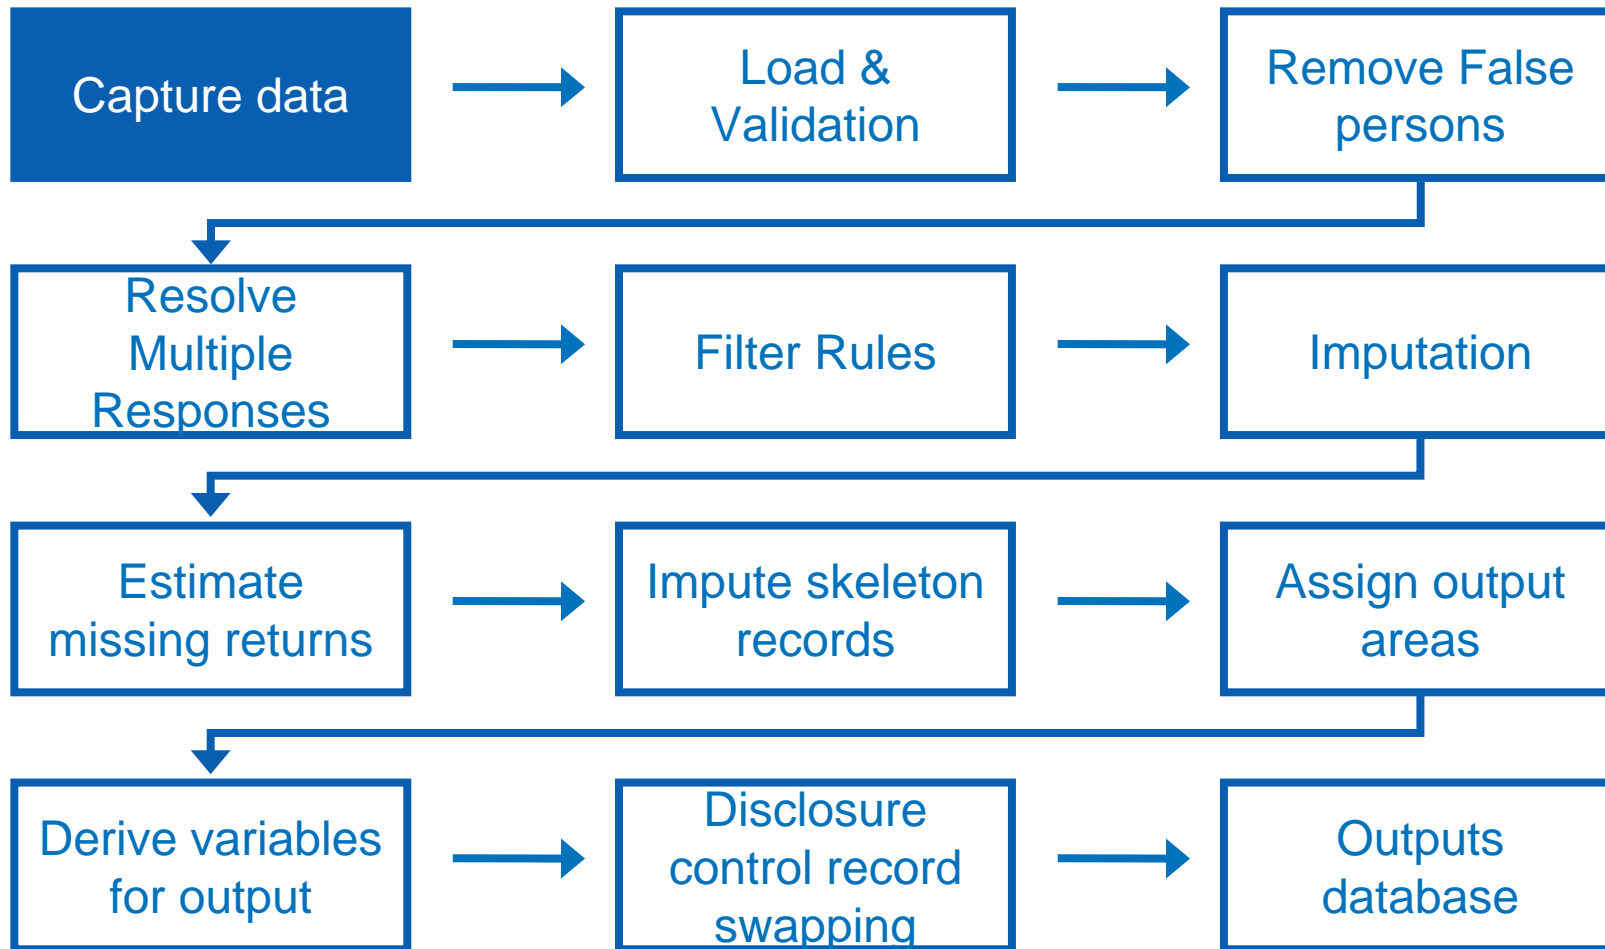 Capture data
Load &
Validation
Remove False
persons
Resolve
Multiple
Responses
Filter Rules
Imputation
Estimate
missing returns
Impute skeleton
records
Assign output
areas
Derive variables
for output
Disclosure
control record
swapping
Outputs
database